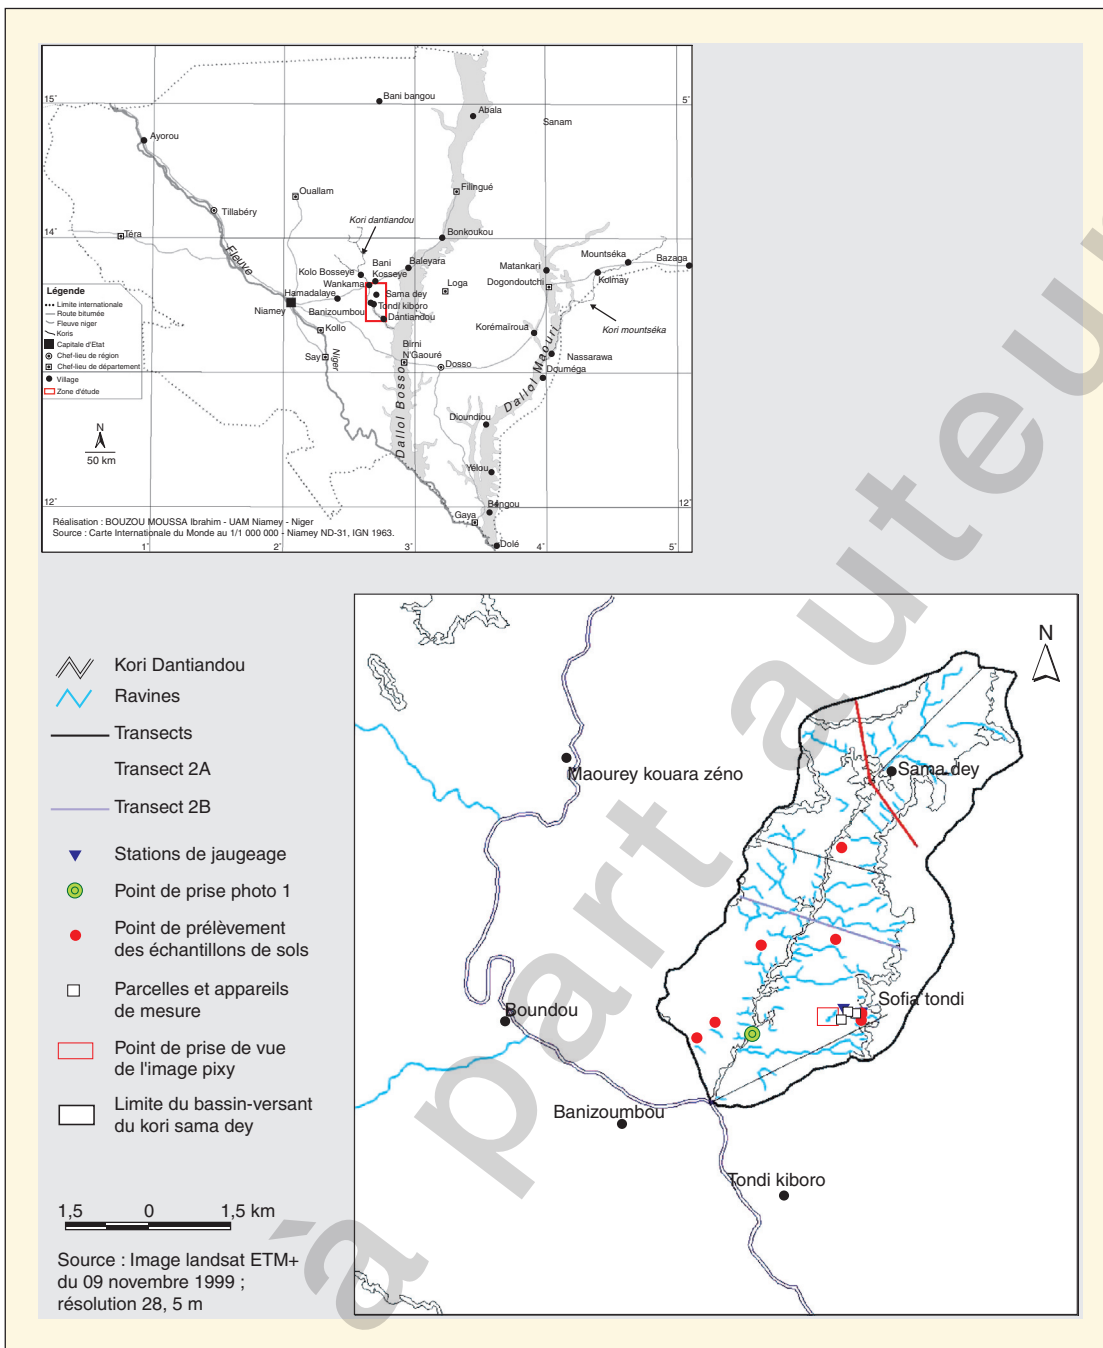 15˚
5˚
Bani bangou
Abala
Sanam
Ayorou
Ouallam
Filingué
Tillabéry
Kori dantiandou
14˚
Téra
Bonkoukou
Fleuve
Bani
Kosseye
Baleyara
Kolo Bosseye
Wankama
Hamadalaye
Loga
Matankari
Dogondoutchi
Mountséka
Bazaga
Kolmay
Sama dey
Tondi kiboro
Niamey
Banizoumbou
Dantiandou
Kori mountséka
Kollo
Korémaïroua
Birni
N'Gaouré
Say
Niger
Dosso
Nassarawa
Douméga
Dallol Bosso
Dallol Maouri
Dioundiou
Yélou
Bengou
Gaya
Dolé
Légende
Limite internationale
Route bitumée
Fleuve niger
Koris
Capitale d'Etat
Chef-lieu de région
Chef-lieu de département
Village
Zone d'étude
N
50 km
12˚
12˚
Réalisation : BOUZOU MOUSSA Ibrahim - UAM Niamey - Niger
Source : Carte Internationale du Monde au 1/1 000 000 - Niamey ND-31, IGN 1963.
1˚
2˚
3˚
4˚
5˚
Kori Dantiandou
Ravines
Transects
Transect 2A
Transect 2B
Stations de jaugeage
Point de prise photo 1
Point de prélèvement
des échantillons de sols
Parcelles et appareils
de mesure
Point de prise de vue
de l'image pixy
Limite du bassin-versant
du kori sama dey
1,5 0 1,5 km
Source : Image landsat ETM+
du 09 novembre 1999 ;
résolution 28, 5 m
N
Maourey kouara zéno
Sama dey
Sofia tondi
Boundou
Banizoumbou
Tondi kiboro
à part auteu